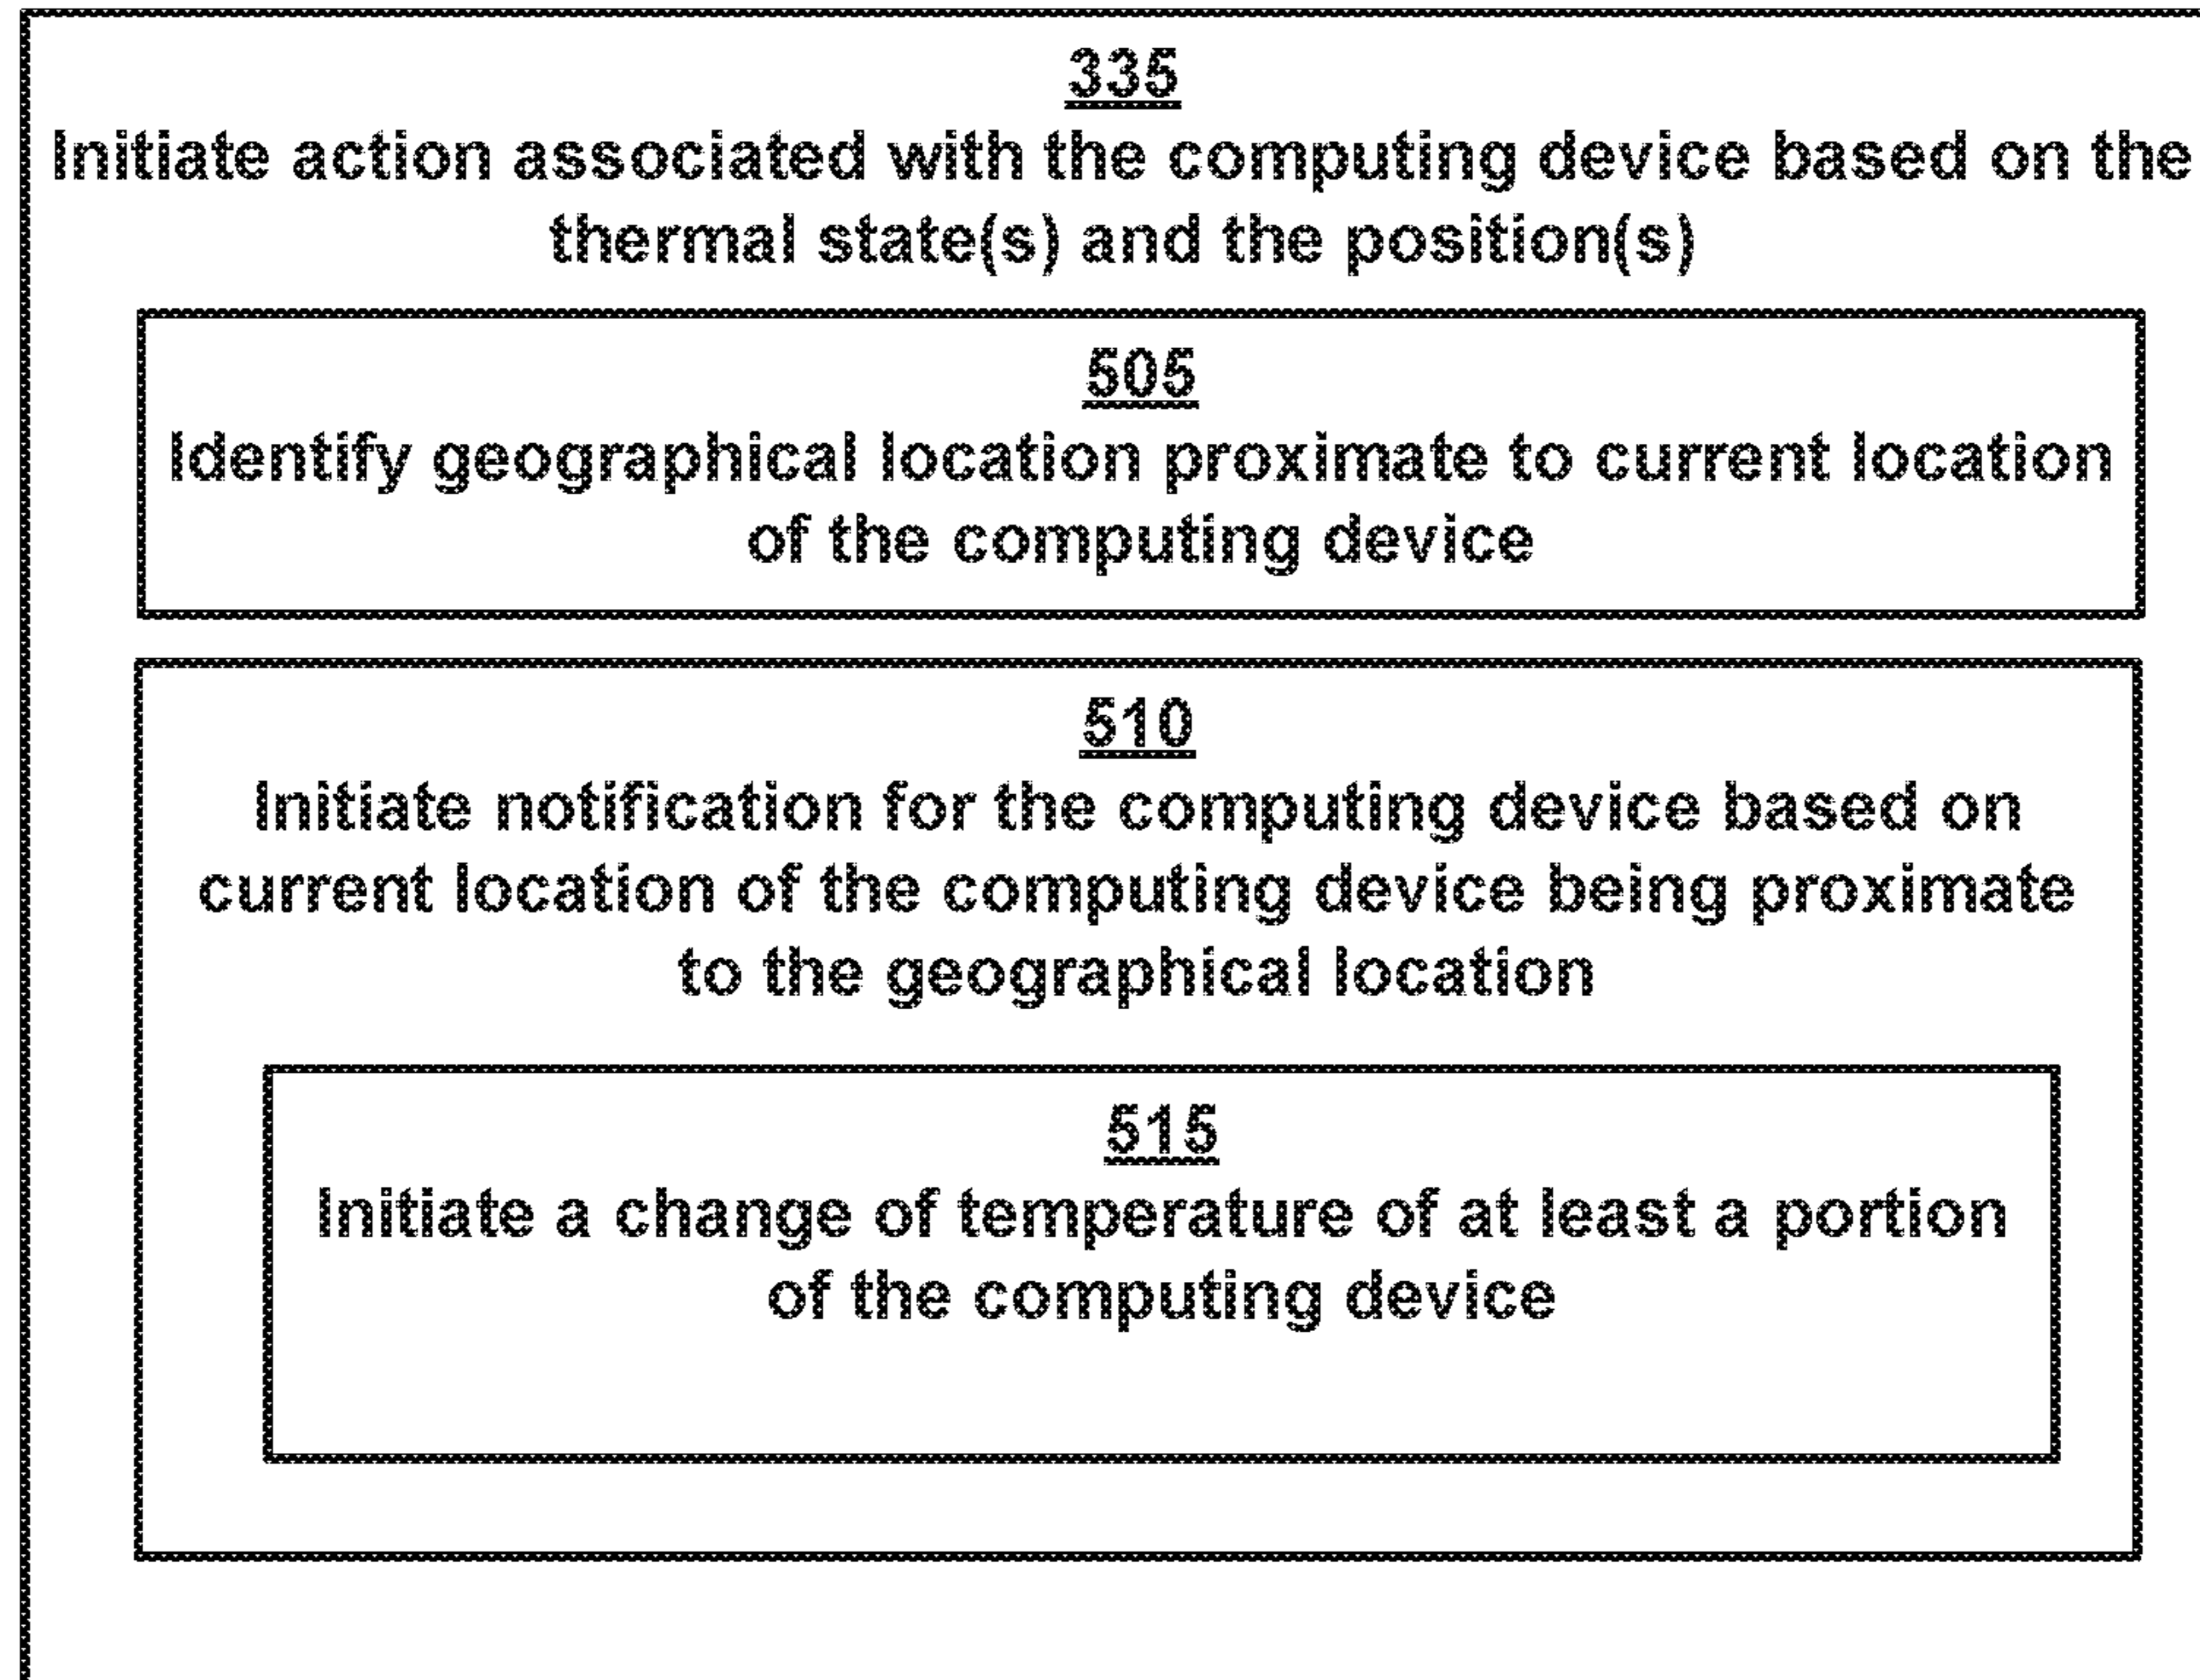 335
Initiate action associated with the computing device based on the
thermal state(s) and the position(s)
505
Identify geographical location proximate to current location
of the computing device
510
Initiate notification for the computing device based on
current location of the computing device being proximate
to the geographical location
515
Initiate a change of temperature of at least a portion
of the computing device